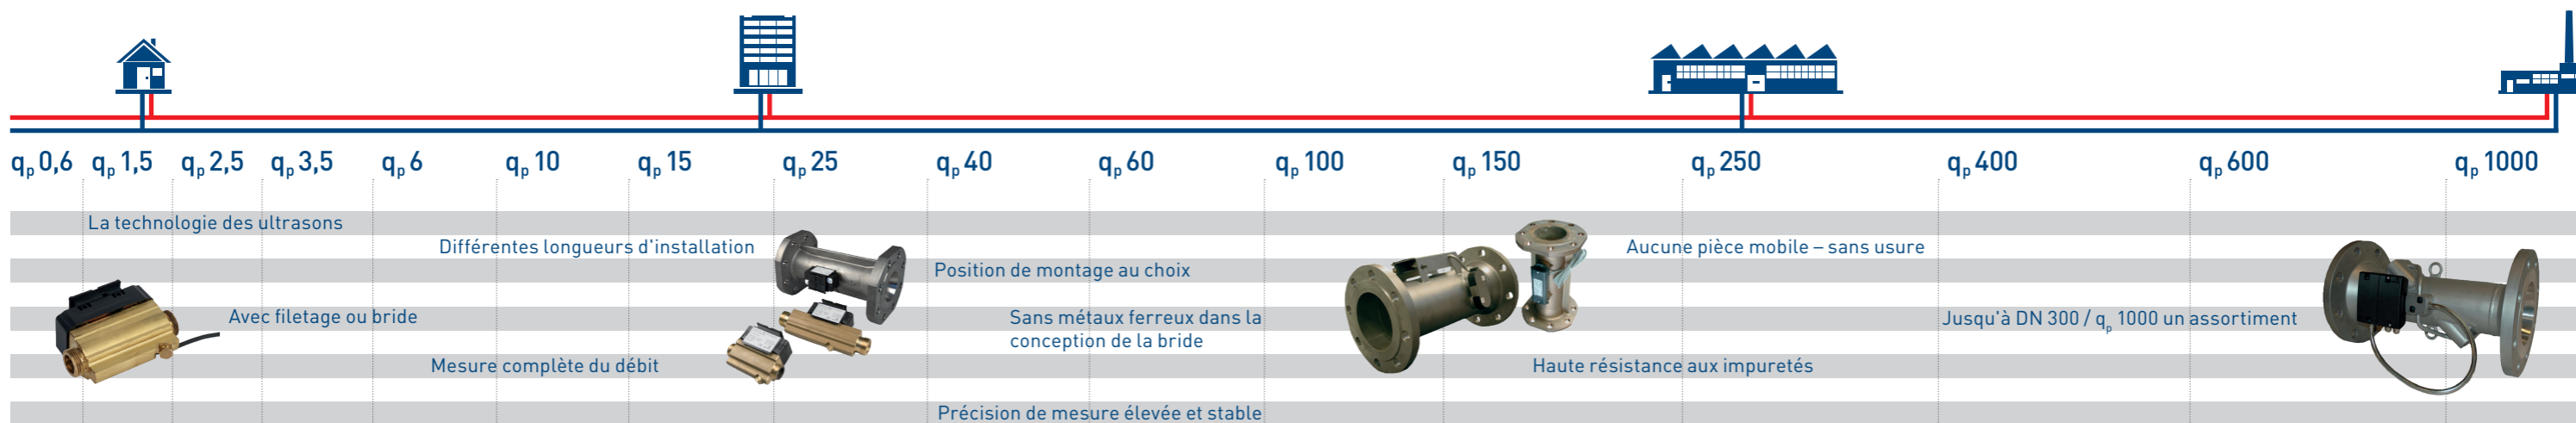 qp 0,6 qp 1,5 qp 2,5 qp 3,5 qp 6 qp 10 qp 15 qp 25 qp 40 qp 60 qp 100 qp 150 qp 250 qp 400 qp 600 qp 1000
La technologie des ultrasons
Différentes longueurs d'installation
Aucune pièce mobile – sans usure
Position de montage au choix
Avec filetage ou bride
Sans métaux ferreux dans la
conception de la bride
Jusqu'à DN 300 / qp 1000 un assortiment
Mesure complète du débit
Haute résistance aux impuretés
Précision de mesure élevée et stable